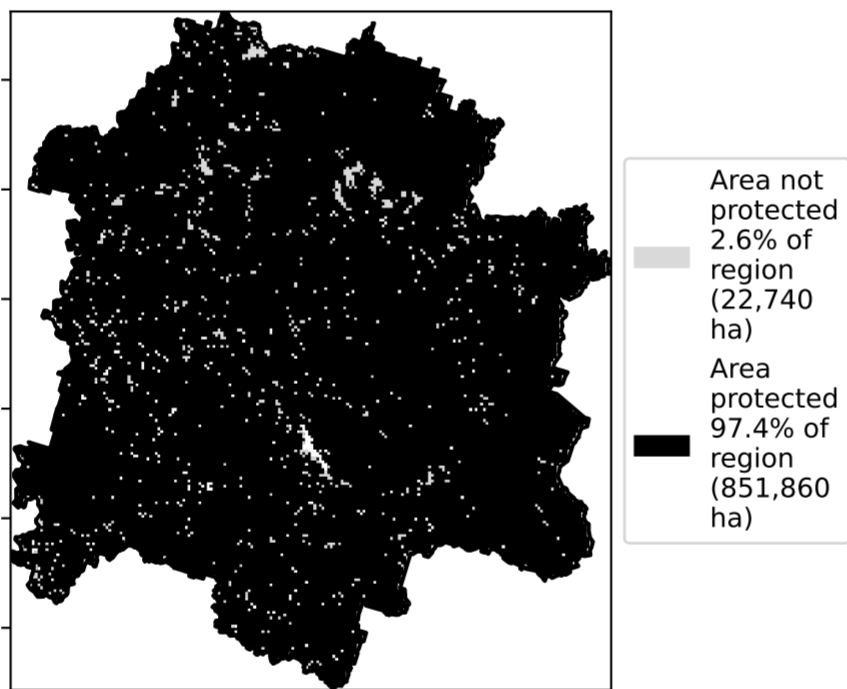 Area not
protected
2.6% of
region
(22,740
ha)
Area
protected
97.4% of
region
(851,860
ha)